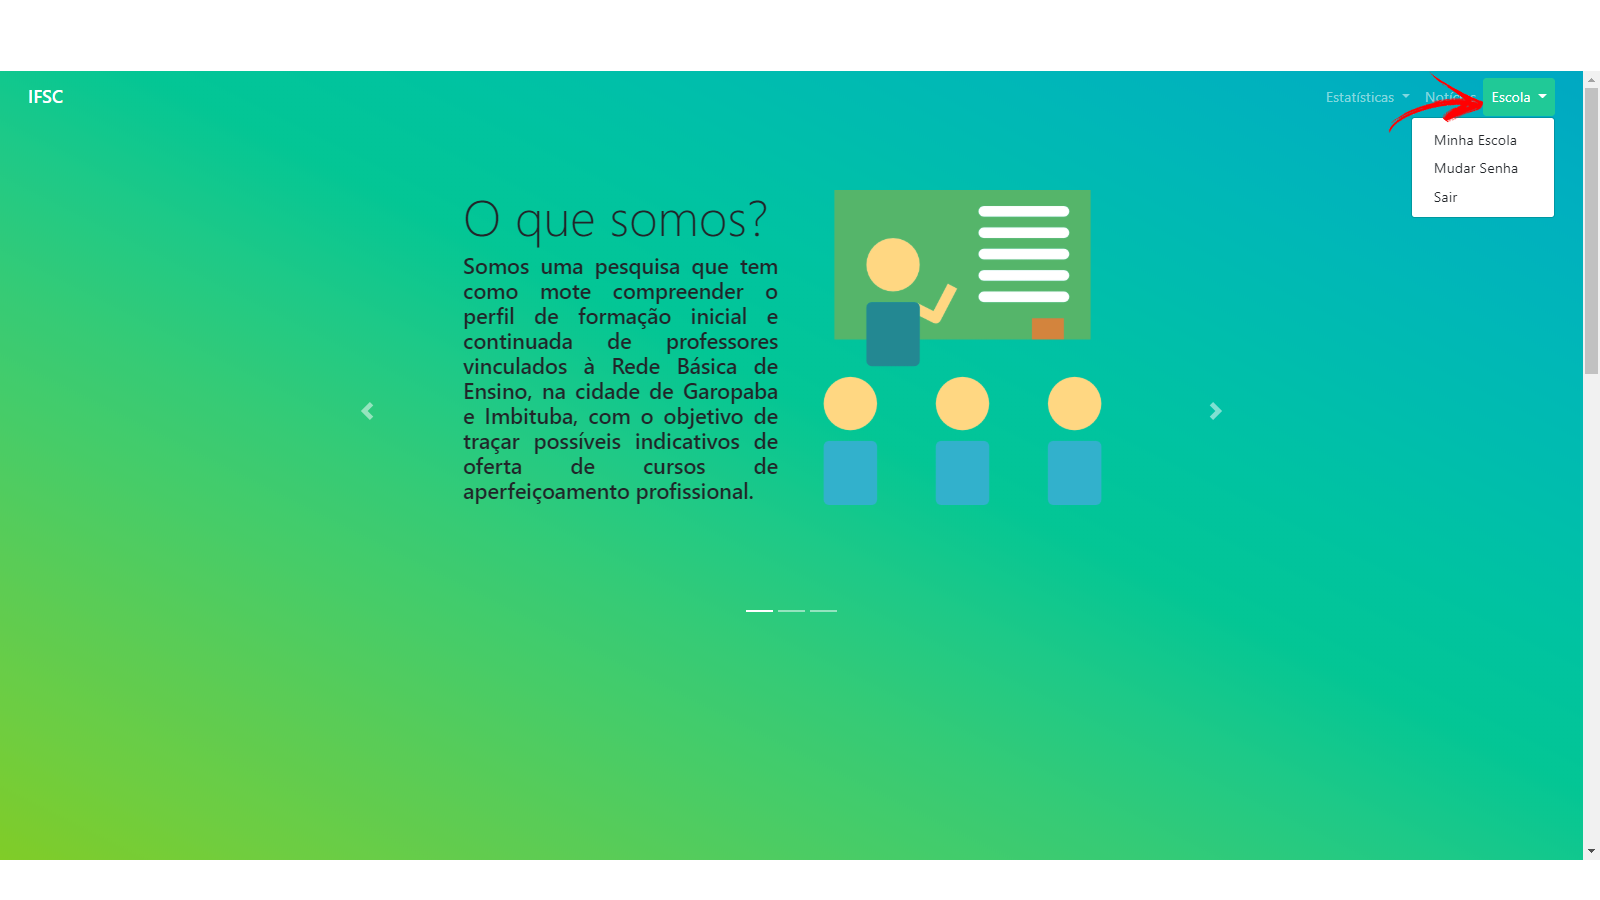 IFSC
Estatísticas
Escola
Minha Escola
Mudar Senha
Sair
O que somos?
Somos uma pesquisa que tem
como mote compreender o
perfil de formação inicial e
continuada de professores
vinculados à Rede Básica de
Ensino, na cidade de Garopaba
e Imbituba, com o objetivo de
traçar possíveis indicativos de
oferta de cursos de
aperfeiçoamento profissional.